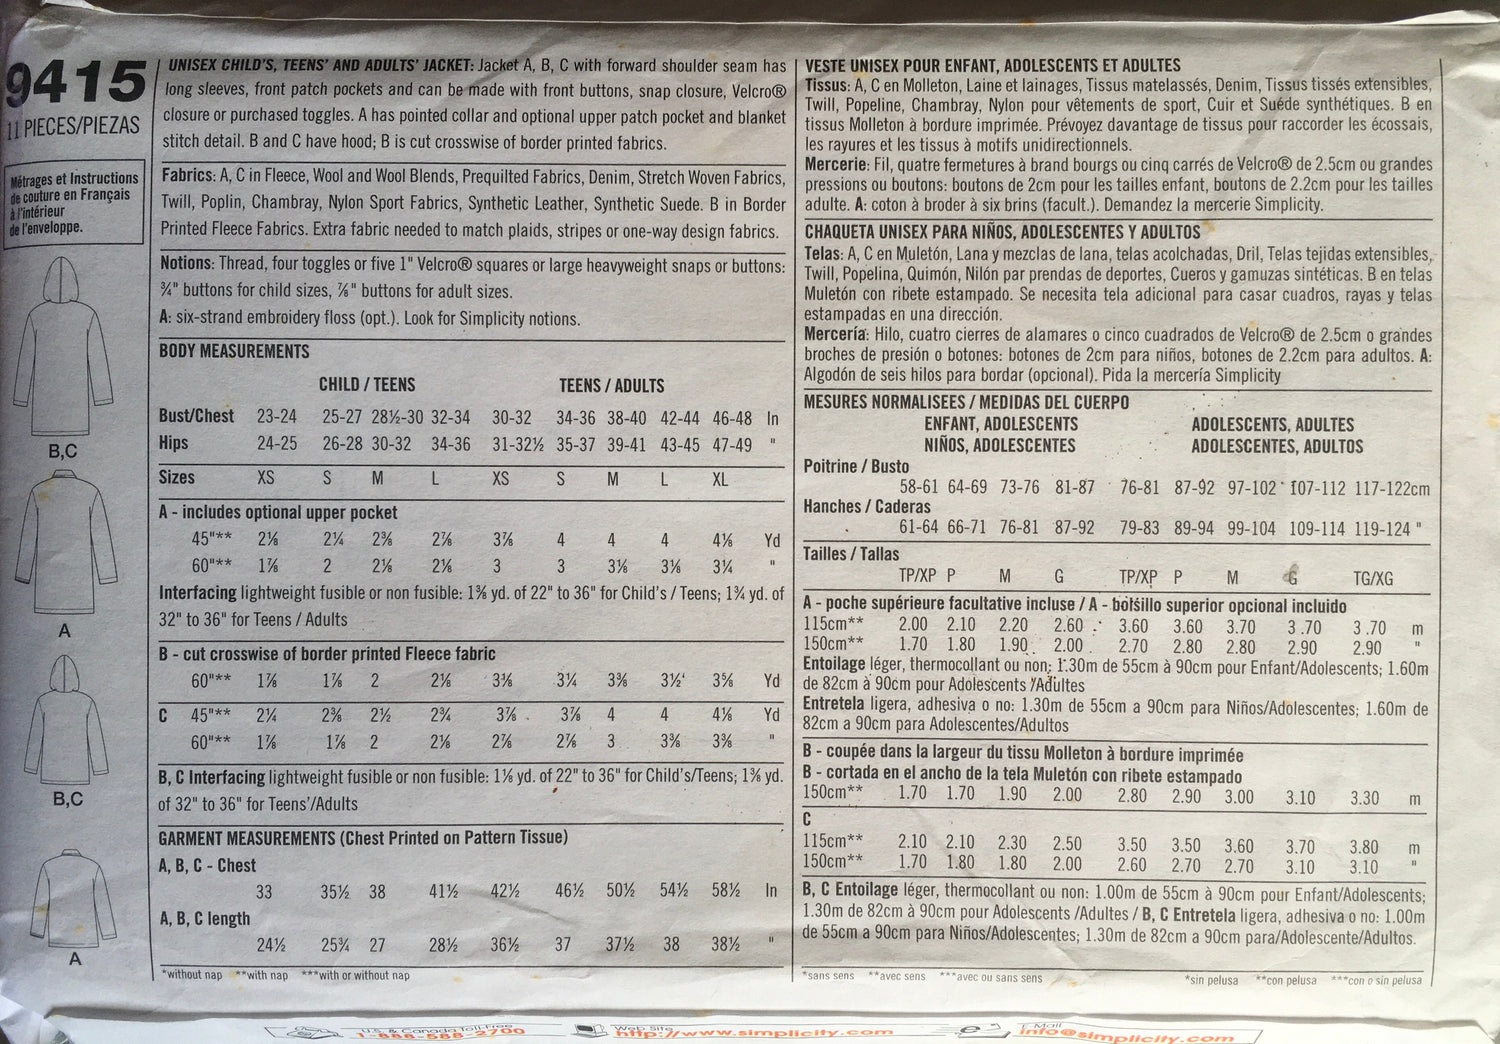 9415
11 PIECES/PIEZAS
Métrages et Instructions
de couture en Français
à l'intérieur
de l'enveloppe.
B,C
A
B,C
A
UNISEX CHILD'S, TEENS' AND ADULTS' JACKET: Jacket A, B, C with forward shoulder seam has
long sleeves, front patch pockets and can be made with front buttons, snap closure, Velcro®
closure or purchased toggles. A has pointed collar and optional upper patch pocket and blanket
stitch detail. B and C have hood; B is cut crosswise of border printed fabrics.
Fabrics: A, C in Fleece, Wool and Wool Blends, Prequilted Fabrics, Denim, Stretch Woven Fabrics,
Twill, Poplin, Chambray, Nylon Sport Fabrics, Synthetic Leather, Synthetic Suede. B in Border
Printed Fleece Fabrics. Extra fabric needed to match plaids, stripes or one-way design fabrics.
Notions: Thread, four toggles or five 1" Velcro® squares or large heavyweight snaps or buttons:
¾" buttons for child sizes, ⅞" buttons for adult sizes.
A: six-strand embroidery floss (opt.). Look for Simplicity notions.
BODY MEASUREMENTS
CHILD / TEENS TEENS / ADULTS
Bust/Chest 23-24 25-27 28½-30 32-34 30-32 34-36 38-40 42-44 46-48 In
Hips 24-25 26-28 30-32 34-36 31-32½ 35-37 39-41 43-45 47-49 "
Sizes XS S M L XS S M L XL
A - includes optional upper pocket
45"** 2⅛ 2¼ 2⅜ 2⅞ 3⅞ 4 4 4 4⅛ Yd
60"** 1⅞ 2 2⅛ 2⅛ 3 3 3⅛ 3⅛ 3¼ "
Interfacing lightweight fusible or non fusible: 1⅜ yd. of 22" to 36" for Child's / Teens; 1¾ yd. of
32" to 36" for Teens / Adults
B - cut crosswise of border printed Fleece fabric
60"** 1⅞ 1⅞ 2 2⅛ 3⅛ 3¼ 3⅜ 3½ 3⅝ Yd
C 45"** 2¼ 2⅜ 2½ 2¾ 3⅞ 3⅞ 4 4 4⅛ Yd
60"** 1⅞ 1⅞ 2 2⅛ 2⅞ 2⅞ 3 3⅜ 3⅜ "
B, C Interfacing lightweight fusible or non fusible: 1⅛ yd. of 22" to 36" for Child's/Teens; 1⅜ yd.
of 32" to 36" for Teens'/Adults
GARMENT MEASUREMENTS (Chest Printed on Pattern Tissue)
A, B, C - Chest
33 35½ 38 41½ 42½ 46½ 50½ 54½ 58½ In
A, B, C length
24½ 25¾ 27 28½ 36½ 37 37½ 38 38½ "
*without nap **with nap ***with or without nap
VESTE UNISEX POUR ENFANT, ADOLESCENTS ET ADULTES
Tissus: A, C en Molleton, Laine et lainages, Tissus matelassés, Denim, Tissus tissés extensibles,
Twill, Popeline, Chambray, Nylon pour vêtements de sport, Cuir et Suéde synthétiques. B en
tissus Molleton à bordure imprimée. Prévoyez davantage de tissus pour raccorder les écossais,
les rayures et les tissus à motifs unidirectionnels.
Mercerie: Fil, quatre fermetures à brand bourgs ou cinq carrés de Velcro® de 2.5cm ou grandes
pressions ou boutons: boutons de 2cm pour les tailles enfant, boutons de 2.2cm pour les tailles
adulte. A: coton à broder à six brins (facult.). Demandez la mercerie Simplicity.
CHAQUETA UNISEX PARA NIÑOS, ADOLESCENTES Y ADULTOS
Telas: A, C en Muletón, Lana y mezclas de lana, telas acolchadas, Dril, Telas tejidas extensibles,
Twill, Popelina, Quimón, Nilón par prendas de deportes, Cueros y gamuzas sintéticas. B en telas
Muletón con ribete estampado. Se necesita tela adicional para casar cuadros, rayas y telas
estampadas en una dirección.
Mercería: Hilo, cuatro cierres de alamares o cinco cuadrados de Velcro® de 2.5cm o grandes
broches de presión o botones: botones de 2cm para niños, botones de 2.2cm para adultos. A:
Algodón de seis hilos para bordar (opcional). Pida la mercería Simplicity
MESURES NORMALISEES / MEDIDAS DEL CUERPO
ENFANT, ADOLESCENTS ADOLESCENTS, ADULTES
NIÑOS, ADOLESCENTES ADOLESCENTES, ADULTOS
Poitrine / Busto
58-61 64-69 73-76 81-87 76-81 87-92 97-102 107-112 117-122cm
Hanches / Caderas
61-64 66-71 76-81 87-92 79-83 89-94 99-104 109-114 119-124 "
Tailles / Tallas
TP/XP P M G TP/XP P M G TG/XG
A - poche supérieure facultative incluse / A - bolsillo superior opcional incluido
115cm** 2.00 2.10 2.20 2.60 3.60 3.60 3.70 3.70 3.70 m
150cm** 1.70 1.80 1.90 2.00 2.70 2.80 2.80 2.90 2.90 "
Entoilage léger, thermocollant ou non; 1.30m de 55cm à 90cm pour Enfant/Adolescents; 1.60m
de 82cm à 90cm pour Adolescents /Adultes
Entretela ligera, adhesiva o no: 1.30m de 55cm a 90cm para Niños/Adolescentes; 1.60m de
82cm a 90cm para Adolescentes/Adultos
B - coupée dans la largeur du tissu Molleton à bordure imprimée
B - cortada en el ancho de la tela Muletón con ribete estampado
150cm** 1.70 1.70 1.90 2.00 2.80 2.90 3.00 3.10 3.30 m
C
115cm** 2.10 2.10 2.30 2.50 3.50 3.50 3.60 3.70 3.80 m
150cm** 1.70 1.80 1.80 2.00 2.60 2.70 2.70 3.10 3.10 "
B, C Entoilage léger, thermocollant ou non: 1.00m de 55cm à 90cm pour Enfant/Adolescents;
1.30m de 82cm à 90cm pour Adolescents /Adultes / B, C Entretela ligera, adhesiva o no: 1.00m
de 55cm a 90cm para Niños/Adolescentes; 1.30m de 82cm a 90cm para/Adolescente/Adultos.
*sans sens **avec sens ***avec ou sans sens *sin pelusa **con pelusa ***con o sin pelusa
U.S. & Canada Toll-Free
1-888-588-2700
Web Site
http://www.simplicity.com
E-Mail
info@simplicity.com